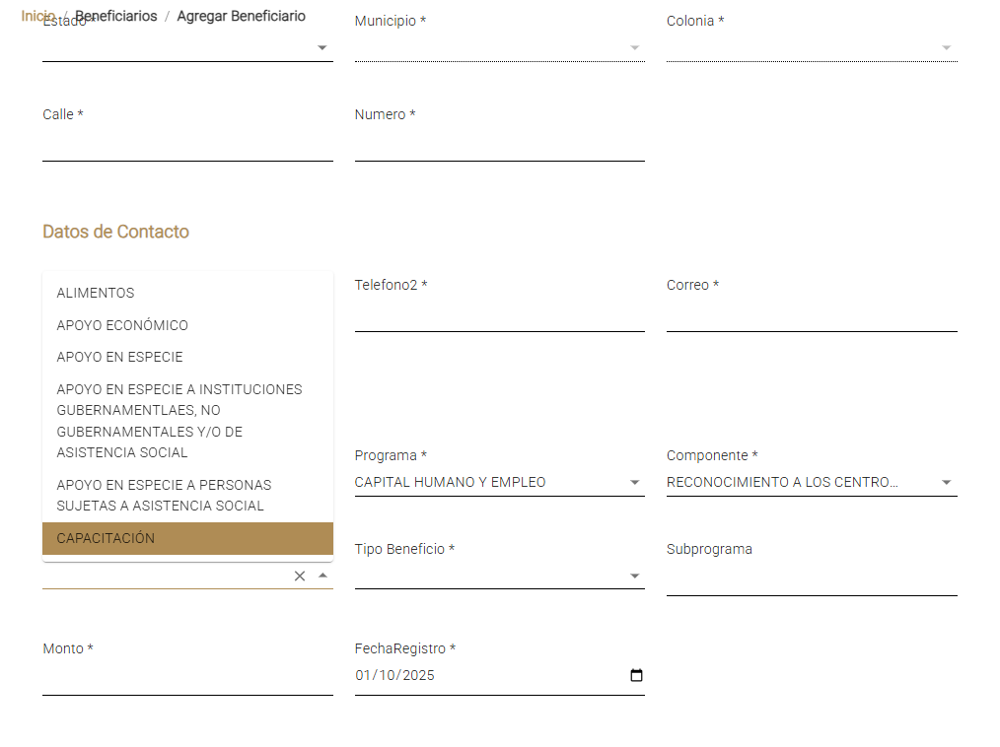 Inicio / Beneficiarios / Agregar Beneficiario
Estado *
Municipio *
Colonia *
Calle *
Numero *
Datos de Contacto
ALIMENTOS
APOYO ECONÓMICO
APOYO EN ESPECIE
APOYO EN ESPECIE A INSTITUCIONES
GUBERNAMENTLAES, NO
GUBERNAMENTALES Y/O DE
ASISTENCIA SOCIAL
APOYO EN ESPECIE A PERSONAS
SUJETAS A ASISTENCIA SOCIAL
CAPACITACIÓN
Telefono2 *
Correo *
Programa *
CAPITAL HUMANO Y EMPLEO
Componente *
RECONOCIMIENTO A LOS CENTRO...
Tipo Beneficio *
Subprograma
Monto *
FechaRegistro *
01/10/2025